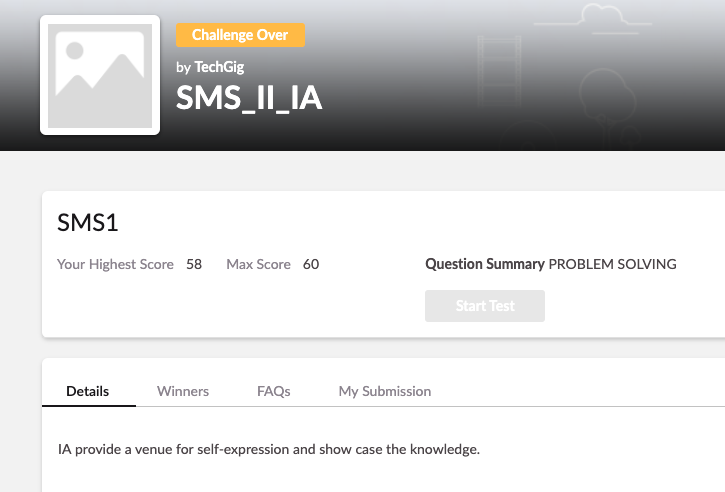 Challenge Over
by TechGig
SMS_II_IA
SMS1
Your Highest Score 58 Max Score 60
Question Summary PROBLEM SOLVING
Start Test
Details Winners FAQs My Submission
IA provide a venue for self-expression and show case the knowledge.